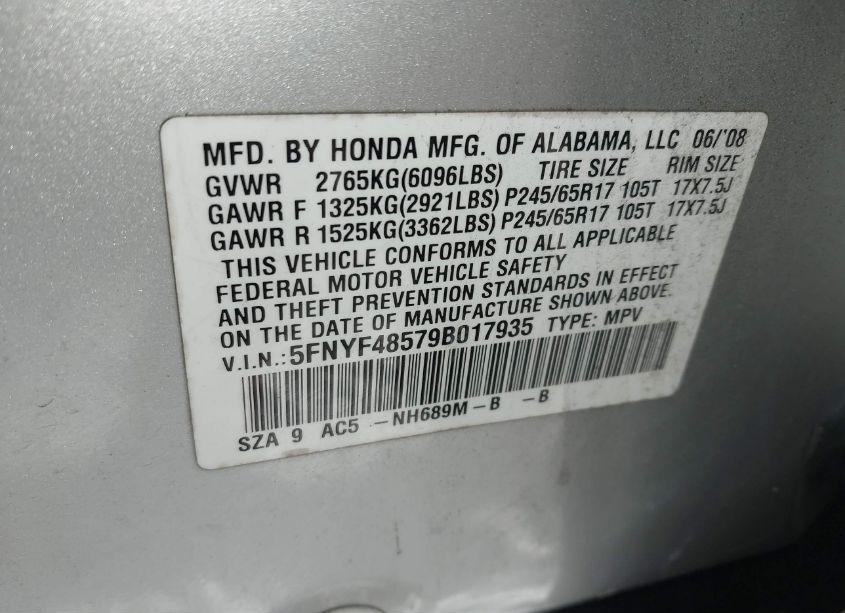 MFD. BY HONDA MFG. OF ALABAMA, LLC 06/'08
GVWR 2765KG(6096LBS) TIRE SIZE RIM SIZE
GAWR F 1325KG(2921LBS) P245/65R17 105T 17X7.5J
GAWR R 1525KG(3362LBS) P245/65R17 105T 17X7.5J
THIS VEHICLE CONFORMS TO ALL APPLICABLE
FEDERAL MOTOR VEHICLE SAFETY
AND THEFT PREVENTION STANDARDS IN EFFECT
ON THE DATE OF MANUFACTURE SHOWN ABOVE.
V.I.N.:5FNYF48579B017935 TYPE: MPV
SZA 9 AC5 -NH689M-B -B